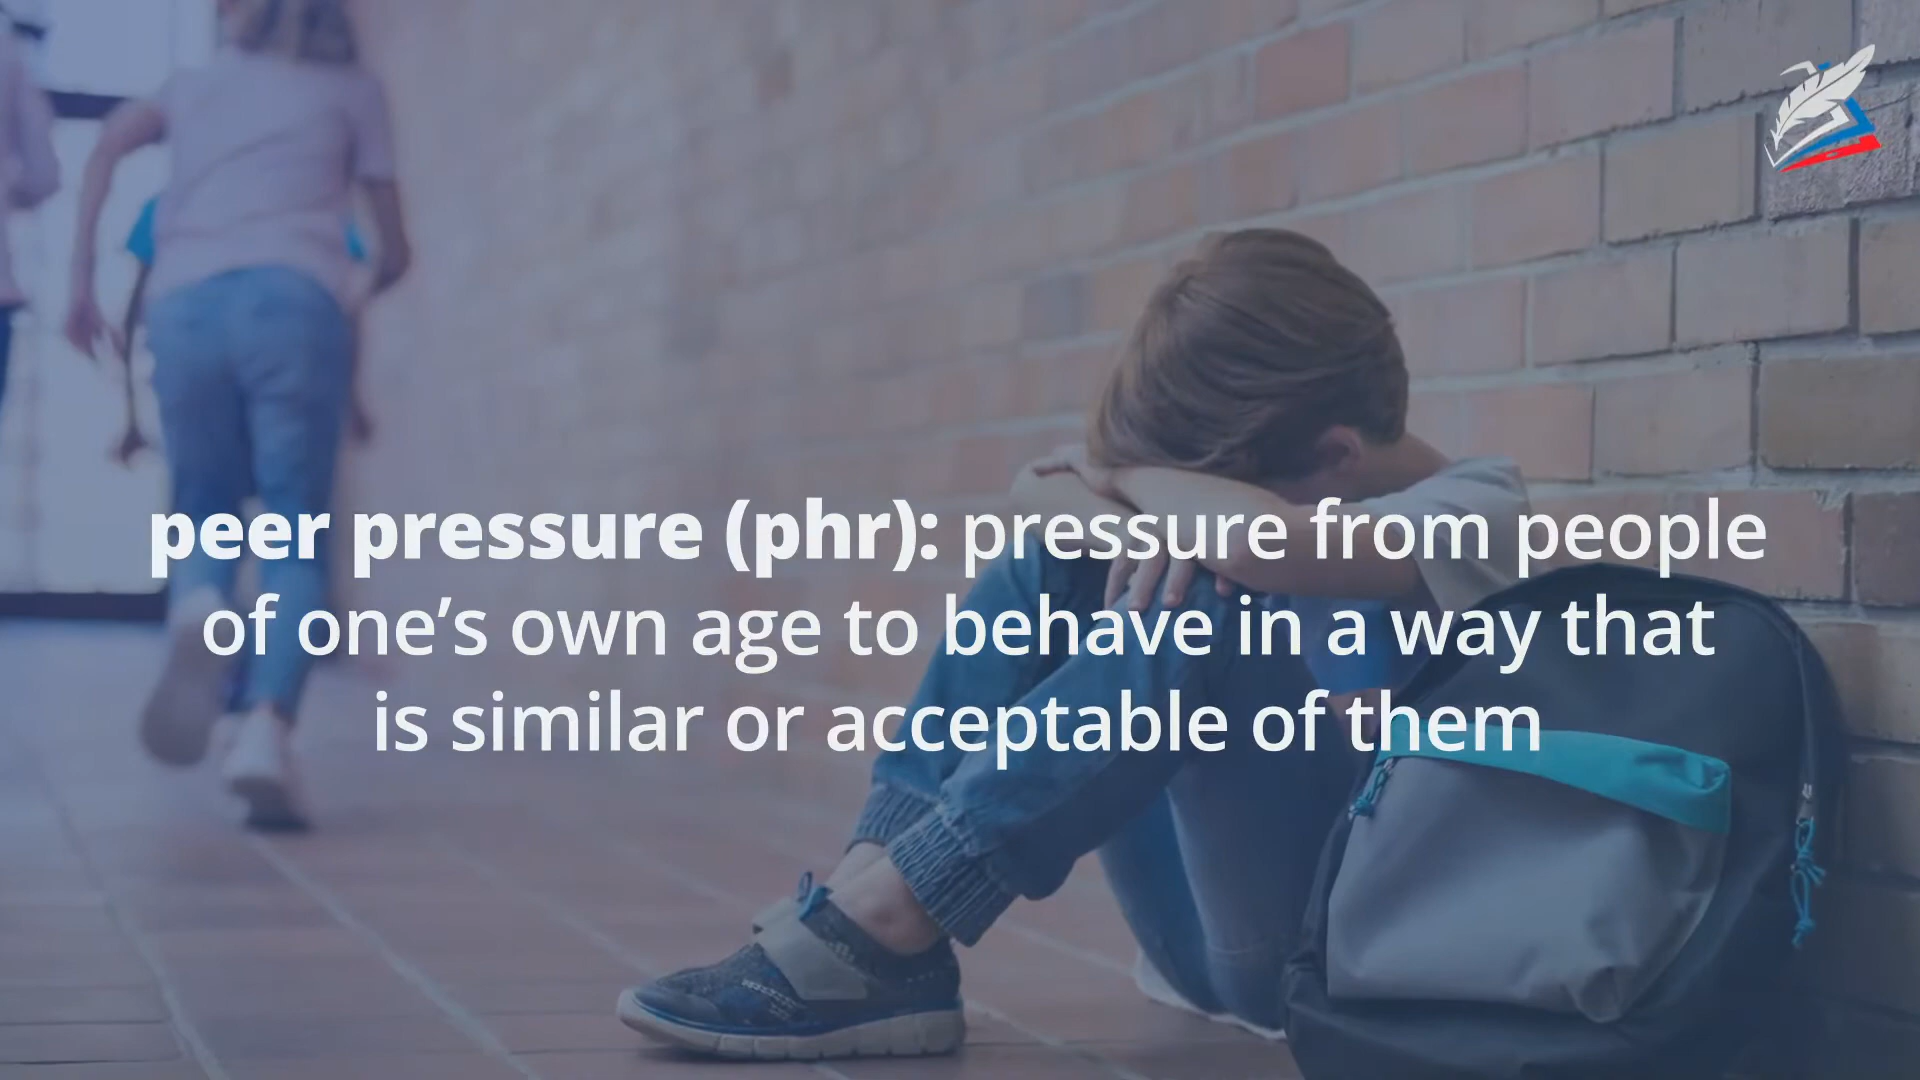 peer pressure (phr): pressure from people
of one’s own age to behave in a way that
is similar or acceptable of them